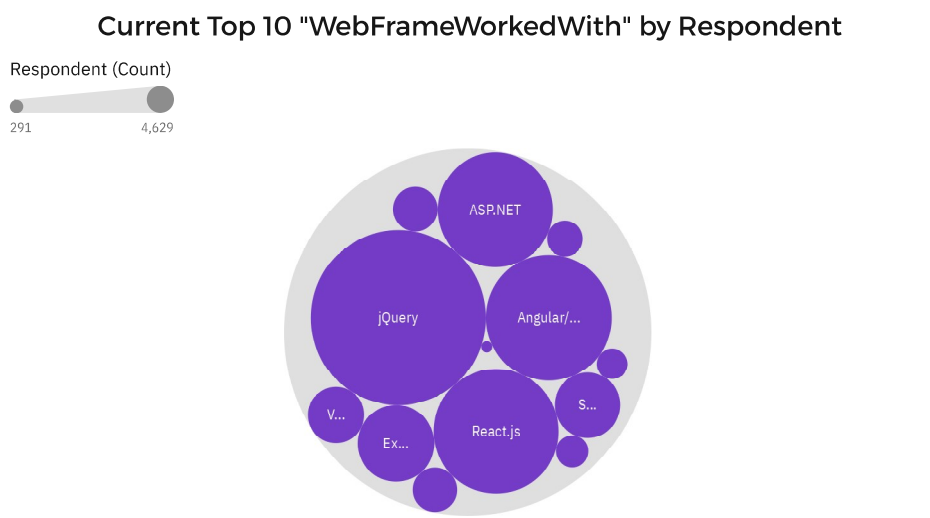 Current Top 10 "WebFrameWorkedWith" by Respondent
Respondent (Count)
291 4,629
ASP.NET
jQuery
Angular/...
V...
Ex...
React.js
S...